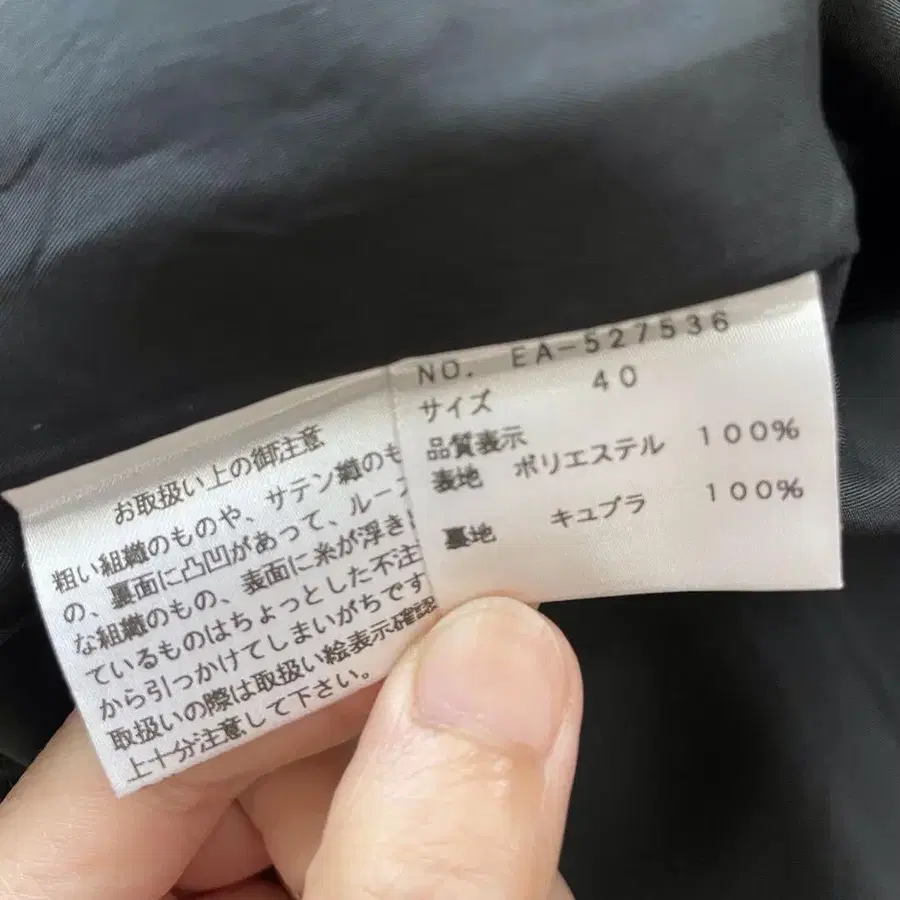 お取扱い上の御注意
粗い組織のものや、サテン織のも
の、裏面に凸凹があって、ループ
な組織のもの、表面に糸が浮き
ているものはちょっとした不注
から引っかけてしまいがちです
取扱いの際は取扱い絵表示確認
上十分注意して下さい。
NO. EA-527536
サイズ 40
品質表示
表地 ポリエステル 100%
裏地 キュプラ 100%